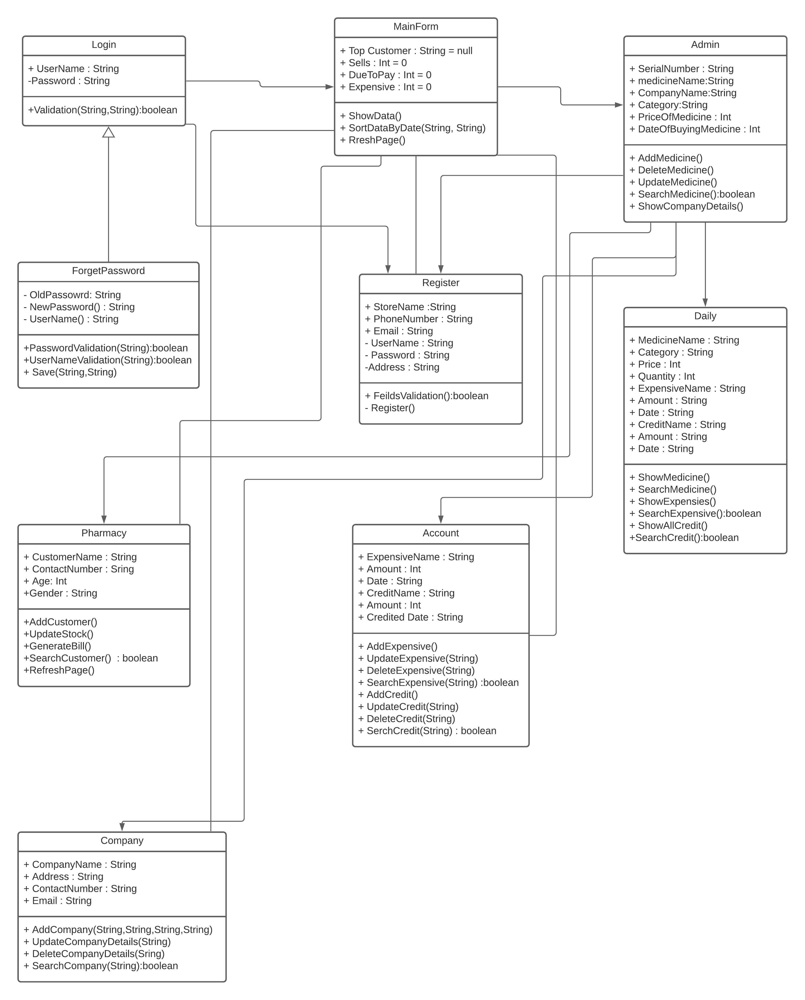 MainForm
+ Top Customer : String = null
+ Sells : Int = 0
+ DueToPay : Int = 0
+ Expensive : Int = 0
+ ShowData()
+ SortDataByDate(String, String)
+ RreshPage()
Login
+ UserName : String
-Password : String
+Validation(String,String):boolean
Admin
+ SerialNumber : String
+ medicineName:String
+ CompanyName:String
+ Category:String
+ PriceOfMedicine : Int
+ DateOfBuyingMedicine : Int
+ AddMedicine()
+ DeleteMedicine()
+ UpdateMedicine()
+ SearchMedicine():boolean
+ ShowCompanyDetails()
ForgetPassword
- OldPassowrd: String
- NewPassword() : String
- UserName() : String
+PasswordValidation(String):boolean
+UserNameValidation(String):boolean
+ Save(String,String)
Register
+ StoreName :String
+ PhoneNumber : String
+ Email : String
- UserName : String
- Password : String
-Address : String
+ FeildsValidation():boolean
- Register()
Daily
+ MedicineName : String
+ Category : String
+ Price : Int
+ Quantity : Int
+ ExpensiveName : String
+ Amount : String
+ Date : String
+ CreditName : String
+ Amount : String
+ Date : String
+ ShowMedicine()
+ SearchMedicine()
+ ShowExpensies()
+ SearchExpensive():boolean
+ ShowAllCredit()
+SearchCredit():boolean
Pharmacy
+ CustomerName : String
+ ContactNumber : Sring
+ Age: Int
+Gender : String
+AddCustomer()
+UpdateStock()
+GenerateBill()
+SearchCustomer()  : boolean
+RefreshPage()
Account
+ ExpensiveName : String
+ Amount : Int
+ Date : String
+ CreditName : String
+ Amount : Int
+ Credited Date : String
+ AddExpensive()
+ UpdateExpensive(String)
+ DeleteExpensive(String)
+ SearchExpensive(String) :boolean
+ AddCredit()
+ UpdateCredit(String)
+ DeleteCredit(String)
+ SerchCredit(String) : boolean
Company
+ CompanyName : String
+ Address : String
+ ContactNumber : String
+ Email : String
+ AddCompany(String,String,String,String)
+ UpdateCompanyDetails(String)
+ DeleteCompanyDetails(Sring)
+ SearchCompany(String):boolean